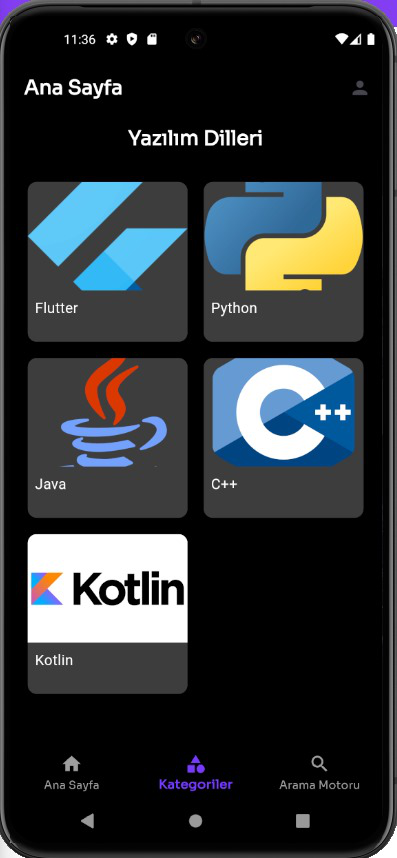 11:36
Ana Sayfa
Yazılım Dilleri
Flutter
Python
Java
C++
C++
Kotlin
Kotlin
Ana Sayfa
Kategoriler
Arama Motoru